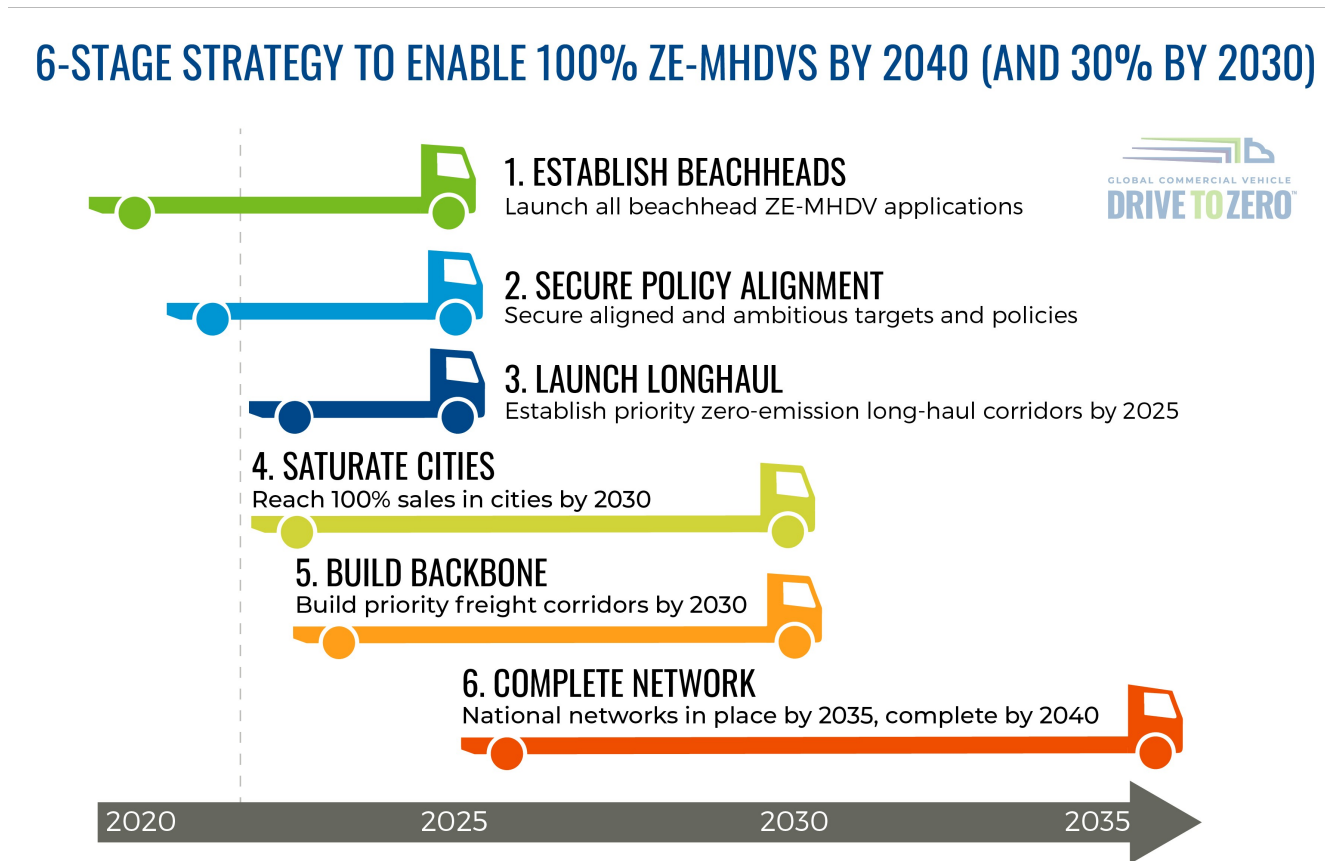 6-STAGE STRATEGY TO ENABLE 100% ZE-MHDVS BY 2040 (AND 30% BY 2030)
GLOBAL COMMERCIAL VEHICLE
DRIVE TO ZERO™
1. ESTABLISH BEACHHEADS
Launch all beachhead ZE-MHDV applications
2. SECURE POLICY ALIGNMENT
Secure aligned and ambitious targets and policies
3. LAUNCH LONGHAUL
Establish priority zero-emission long-haul corridors by 2025
4. SATURATE CITIES
Reach 100% sales in cities by 2030
5. BUILD BACKBONE
Build priority freight corridors by 2030
6. COMPLETE NETWORK
National networks in place by 2035, complete by 2040
2020 2025 2030 2035